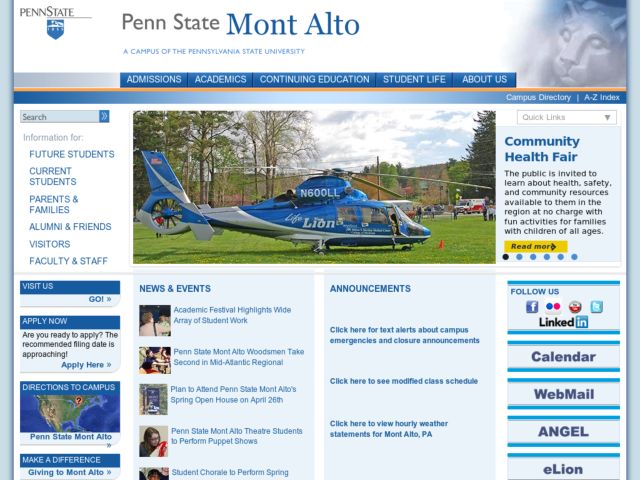 PENNSTATE
1855
Penn State Mont Alto
A CAMPUS OF THE PENNSYLVANIA STATE UNIVERSITY
ADMISSIONS
ACADEMICS
CONTINUING EDUCATION
STUDENT LIFE
ABOUT US
Campus Directory | A-Z Index
Search
Quick Links
Information for:
FUTURE STUDENTS
CURRENT
STUDENTS
PARENTS &
FAMILIES
ALUMNI & FRIENDS
VISITORS
FACULTY & STAFF
N600LL
Life Lion
Community
Health Fair
The public is invited to
learn about health, safety,
and community resources
available to them in the
region at no charge with
fun activities for families
with children of all ages.
Read more
VISIT US
GO! »
APPLY NOW
Are you ready to apply? The
recommended filing date is
approaching!
Apply Here »
DIRECTIONS TO CAMPUS
?
Penn State Mont Alto
»
MAKE A DIFFERENCE
Giving to Mont Alto »
NEWS & EVENTS
Academic Festival Highlights Wide
Array of Student Work
Penn State Mont Alto Woodsmen Take
Second in Mid-Atlantic Regional
Plan to Attend Penn State Mont Alto's
Spring Open House on April 26th
Penn State Mont Alto Theatre Students
to Perform Puppet Shows
Student Chorale to Perform Spring
ANNOUNCEMENTS
Click here for text alerts about campus
emergencies and closure announcements
Click here to see modified class schedule
Click here to view hourly weather
statements for Mont Alto, PA
FOLLOW US
Linked in
Calendar
WebMail
ANGEL
eLion